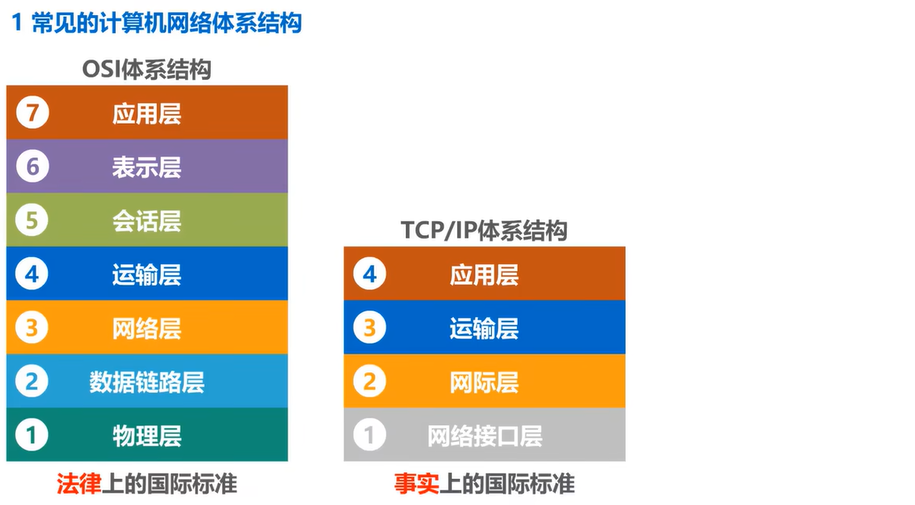 1 常见的计算机网络体系结构
OSI体系结构
7 应用层
6 表示层
5 会话层
4 运输层
3 网络层
2 数据链路层
1 物理层
法律上的国际标准
TCP/IP体系结构
4 应用层
3 运输层
2 网际层
1 网络接口层
事实上的国际标准